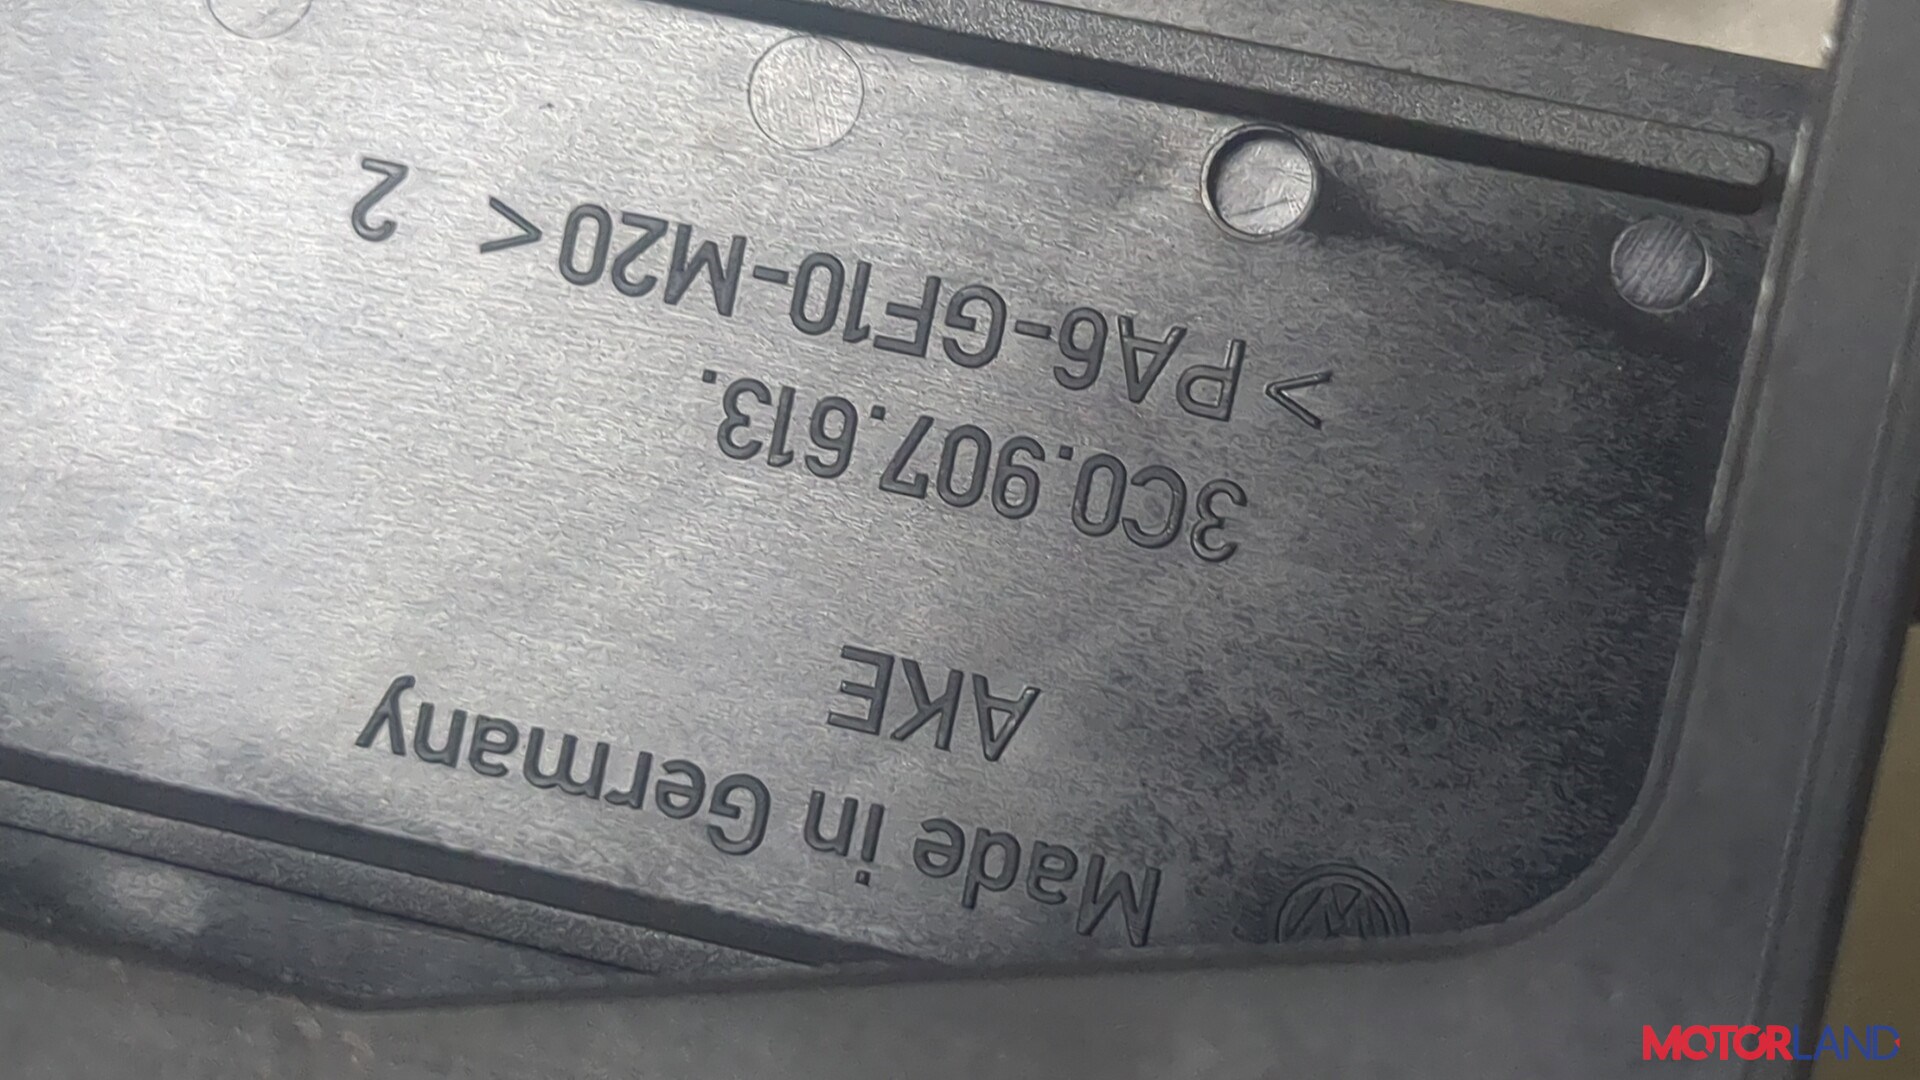 Made in Germany
AKE
3C0.907.613.
>PA6-GF10-M20< 2
MOTORLAND